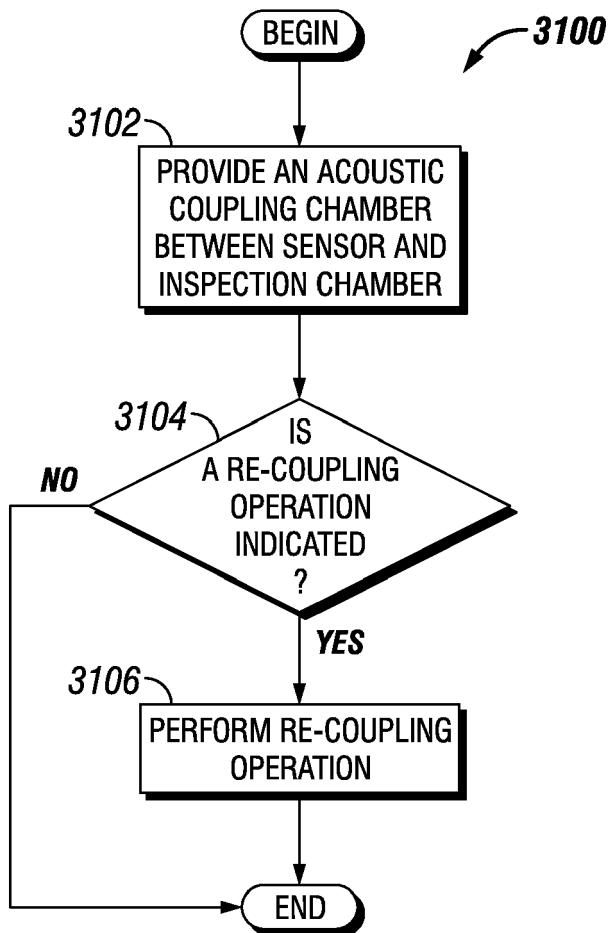 BEGIN
3100
3102
PROVIDE AN ACOUSTIC
COUPLING CHAMBER
BETWEEN SENSOR AND
INSPECTION CHAMBER
3104
IS
A RE-COUPLING
OPERATION
INDICATED
?
NO
YES
3106
PERFORM RE-COUPLING
OPERATION
END